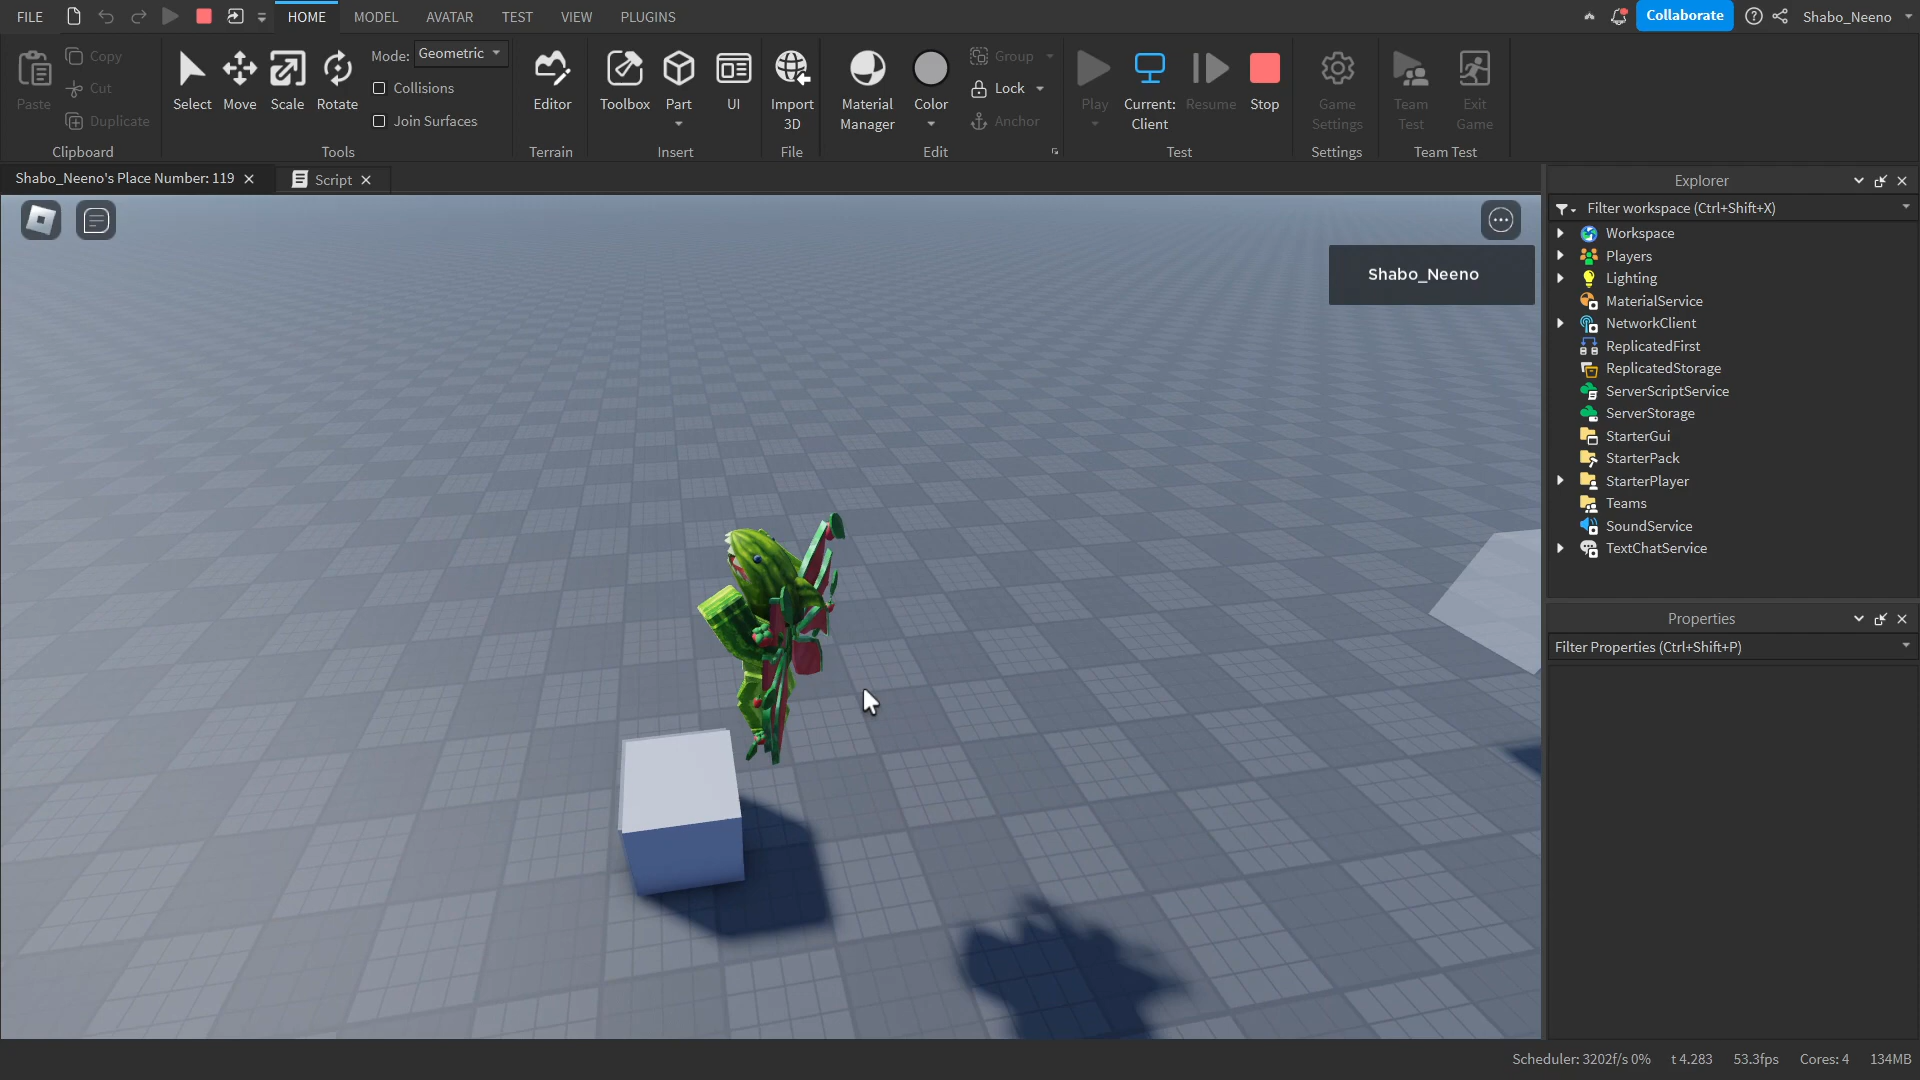 FILE
HOME
MODEL
AVATAR
TEST
VIEW
PLUGINS
Collaborate
Shabo_Neeno
Paste
Copy
Cut
Duplicate
Clipboard
Select
Move
Scale
Rotate
Mode: Geometric
Collisions
Join Surfaces
Tools
Editor
Terrain
Toolbox
Part
UI
Insert
Import
3D
File
Material
Manager
Color
Group
Lock
Anchor
Edit
Play
Current:
Client
Resume
Stop
Test
Game
Settings
Settings
Team
Test
Exit
Game
Team Test
Shabo_Neeno's Place Number: 119
Script
Shabo_Neeno
Explorer
Filter workspace (Ctrl+Shift+X)
Workspace
Players
Lighting
MaterialService
NetworkClient
ReplicatedFirst
ReplicatedStorage
ServerScriptService
ServerStorage
StarterGui
StarterPack
StarterPlayer
Teams
SoundService
TextChatService
Properties
Filter Properties (Ctrl+Shift+P)
Scheduler: 3202f/s 0%
t 4.283
53.3fps
Cores: 4
134MB